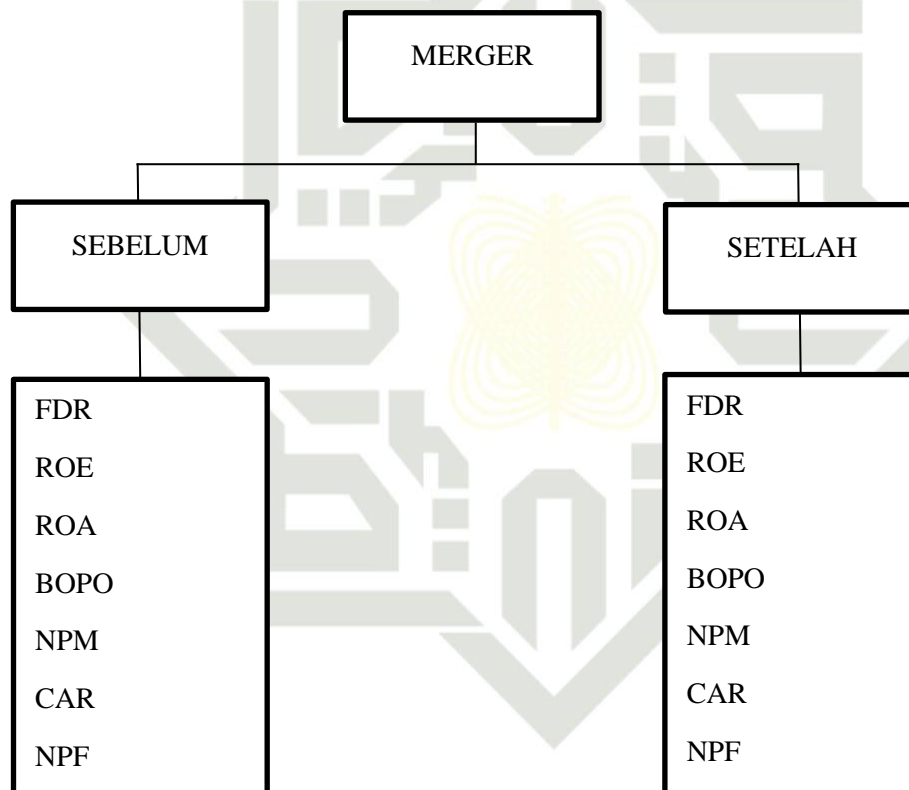 MERGER
SEBELUM
SETELAH
FDR
ROE
ROA
BOPO
NPM
CAR
NPF
FDR
ROE
ROA
BOPO
NPM
CAR
NPF